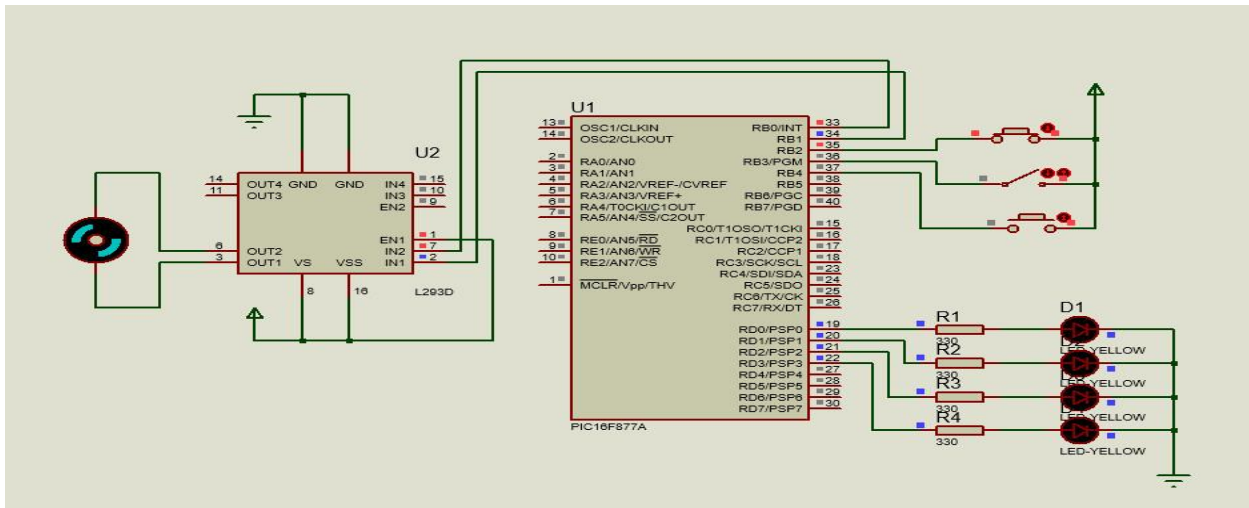 U1
13 OSC1/CLKIN RB0/INT 33
14 OSC2/CLKOUT RB1 34
RB2 35
2 RA0/AN0 RB3/PGM 36
3 RA1/AN1 RB4 37
4 RA2/AN2/VREF-/CVREF RB5 38
5 RA3/AN3/VREF+ RB6/PGC 39
6 RA4/T0CKI/C1OUT RB7/PGD 40
7 RA5/AN4/SS/C2OUT
RC0/T1OSO/T1CKI 15
8 RE0/AN5/RD RC1/T1OSI/CCP2 16
9 RE1/AN6/WR RC2/CCP1 17
10 RE2/AN7/CS RC3/SCK/SCL 18
RC4/SDI/SDA 23
1 MCLR/Vpp/THV RC5/SDO 24
RC6/TX/CK 25
RC7/RX/DT 26
RD0/PSP0 19
RD1/PSP1 20
RD2/PSP2 21
RD3/PSP3 22
RD4/PSP4 27
RD5/PSP5 28
RD6/PSP6 29
RD7/PSP7 30
PIC16F877A
U2
14 OUT4 GND GND IN4 15
11 OUT3 IN3 10
EN2 9
EN1 1
6 OUT2 IN2 7
3 OUT1 VS VSS IN1 2
8 16 L293D
R1
330
R2
330
R3
330
R4
330
D1
LED-YELLOW
LED-YELLOW
LED-YELLOW
LED-YELLOW